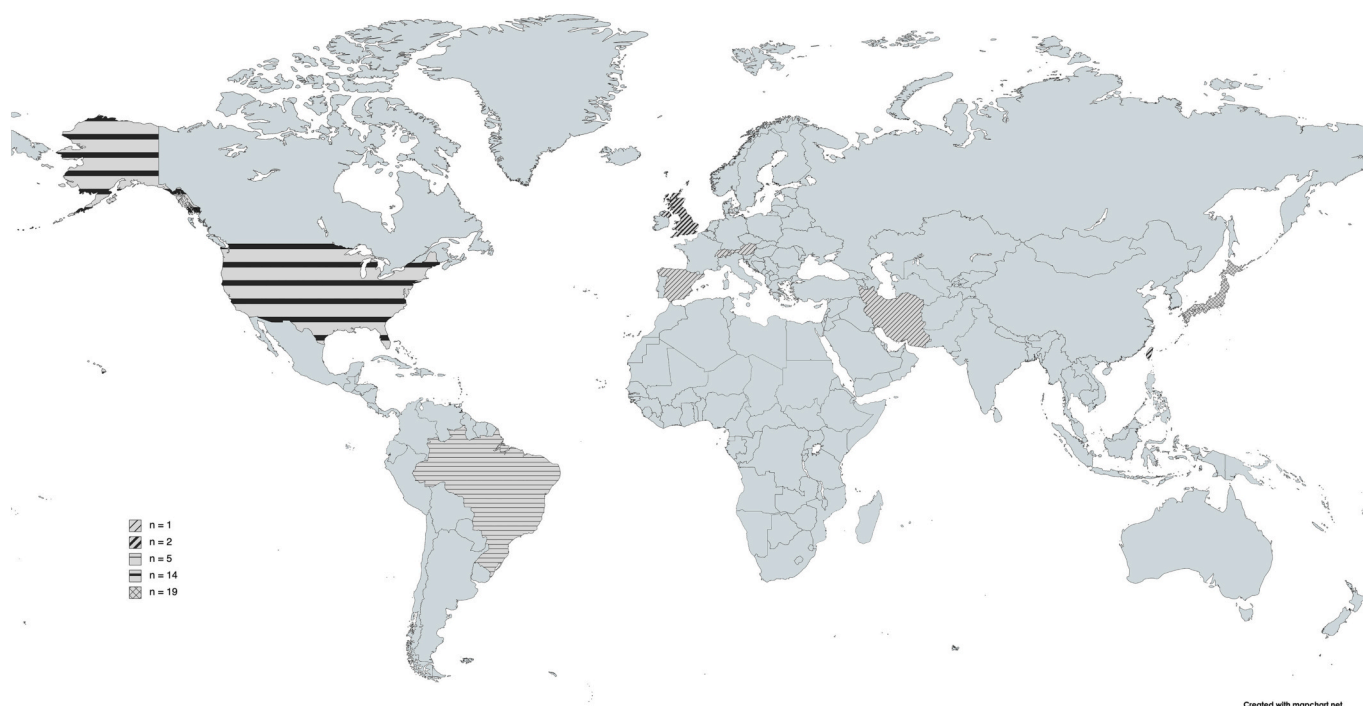 n = 1
n = 2
n = 5
n = 14
n = 19
Created with mapchart.net